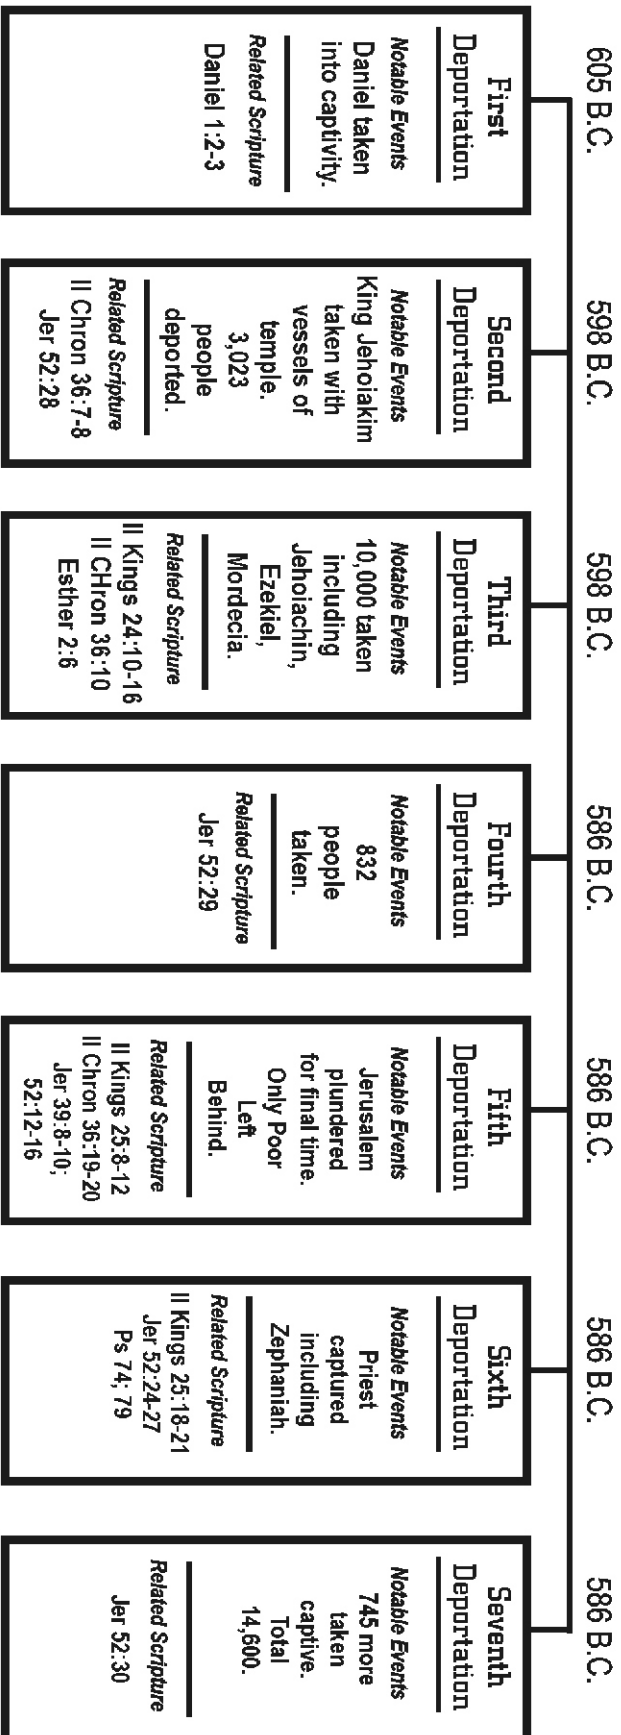 605 B.C.
First
Deportation
Notable Events
Daniel taken
into captivity.
Related Scripture
Daniel 1:2-3
598 B.C.
Second
Deportation
Notable Events
King Jehoiakim
taken with
vessels of
temple.
3,023
people
deported.
Related Scripture
II Chron 36:7-8
Jer 52:28
598 B.C.
Third
Deportation
Notable Events
10,000 taken
including
Jehoiachin,
Ezekiel,
Mordecia.
Related Scripture
II Kings 24:10-16
II CHron 36:10
Esther 2:6
586 B.C.
Fourth
Deportation
Notable Events
832
people
taken.
Related Scripture
Jer 52:29
586 B.C.
Fifth
Deportation
Notable Events
Jerusalem
plundered
for final time.
Only Poor
Left
Behind.
Related Scripture
II Kings 25:8-12
II Chron 36:19-20
Jer 39:8-10;
52:12-16
586 B.C.
Sixth
Deportation
Notable Events
Priest
captured
including
Zephaniah.
Related Scripture
II Kings 25:18-21
Jer 52:24-27
Ps 74; 79
586 B.C.
Seventh
Deportation
Notable Events
745 more
taken
captive.
Total
14,600.
Related Scripture
Jer 52:30